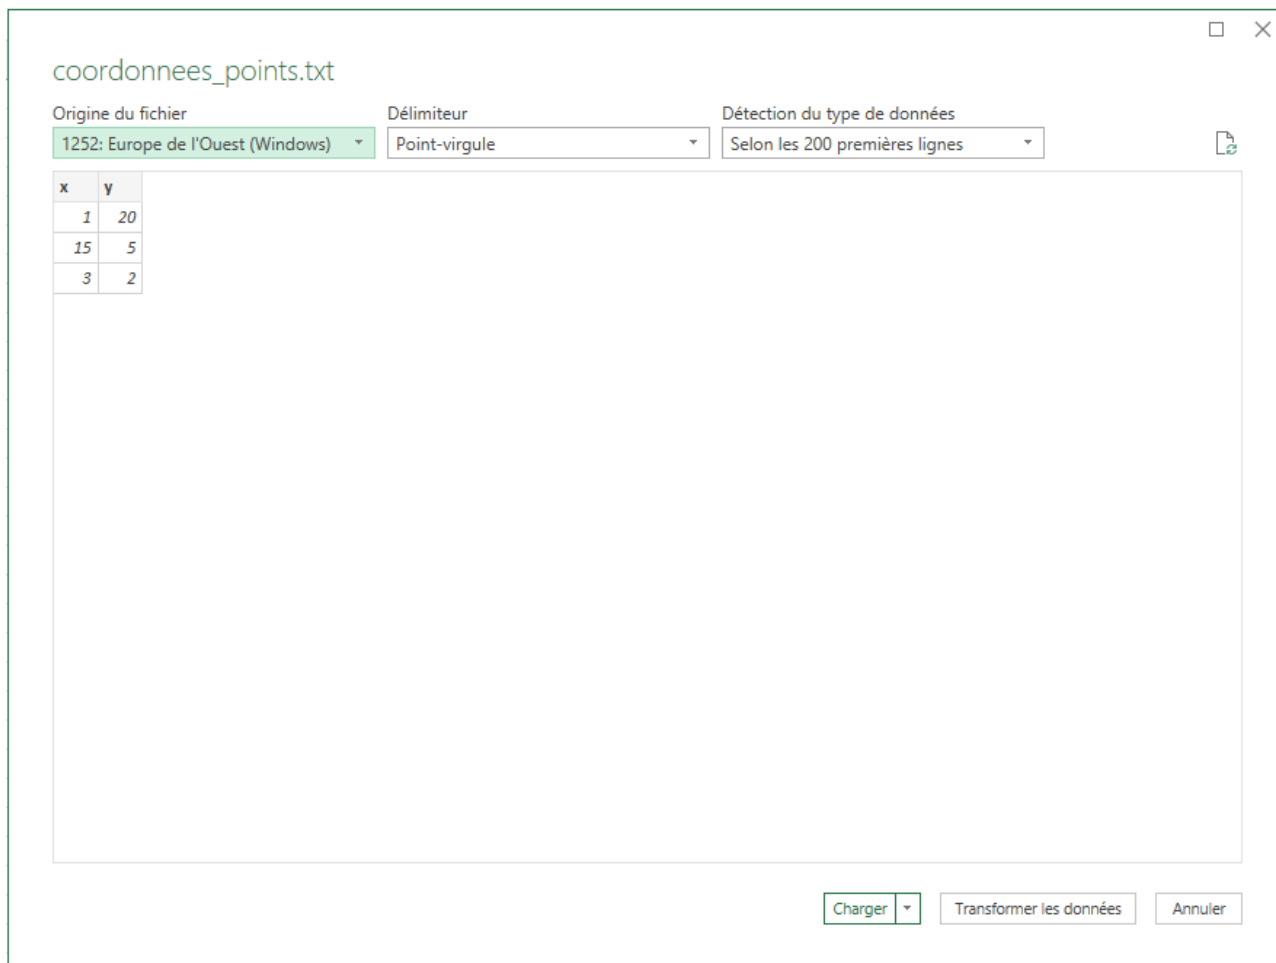 coordonnees_points.txt
Origine du fichier Délimiteur Détection du type de données
1252: Europe de l'Ouest (Windows) Point-virgule Selon les 200 premières lignes
x y
1 20
15 5
3 2
Charger Transformer les données Annuler